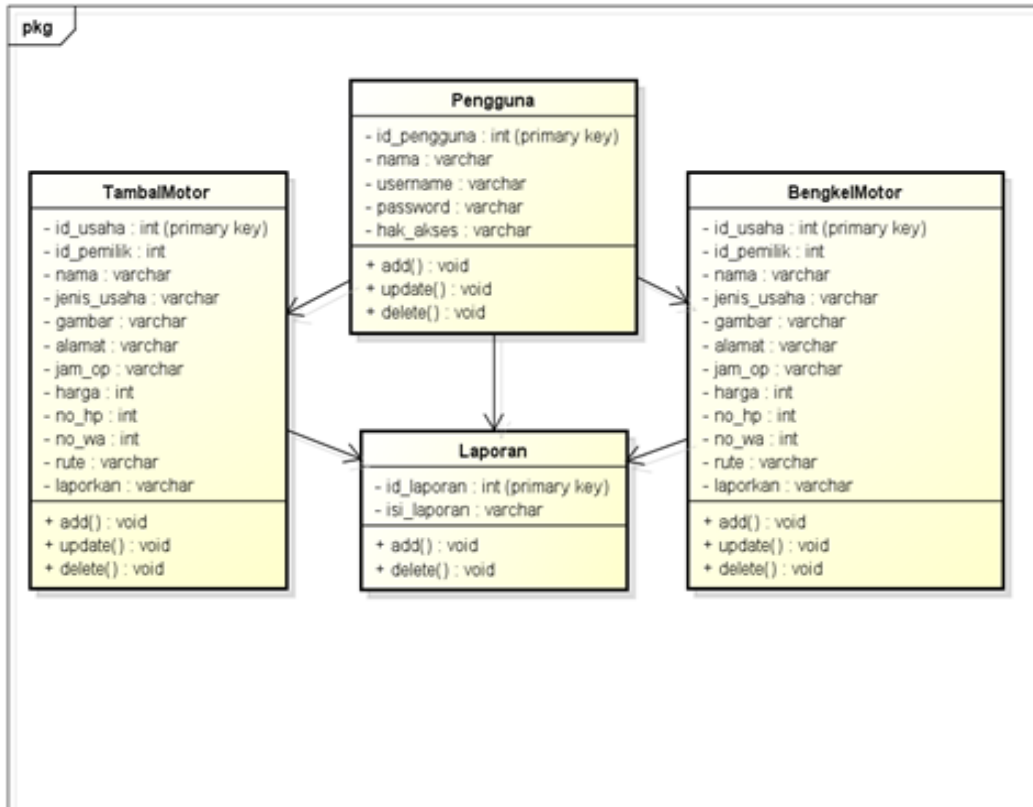 pkg
Pengguna
- id_pengguna : int (primary key)
- nama : varchar
- username : varchar
- password : varchar
- hak_akses : varchar
+ add() : void
+ update() : void
+ delete() : void
TambalMotor
- id_usaha : int (primary key)
- id_pemilik : int
- nama : varchar
- jenis_usaha : varchar
- gambar : varchar
- alamat : varchar
- jam_op : varchar
- harga : int
- no_hp : int
- no_wa : int
- rute : varchar
- laporkan : varchar
+ add() : void
+ update() : void
+ delete() : void
BengkelMotor
- id_usaha : int (primary key)
- id_pemilik : int
- nama : varchar
- jenis_usaha : varchar
- gambar : varchar
- alamat : varchar
- jam_op : varchar
- harga : int
- no_hp : int
- no_wa : int
- rute : varchar
- laporkan : varchar
+ add() : void
+ update() : void
+ delete() : void
Laporan
- id_laporan : int (primary key)
- isi_laporan : varchar
+ add() : void
+ delete() : void